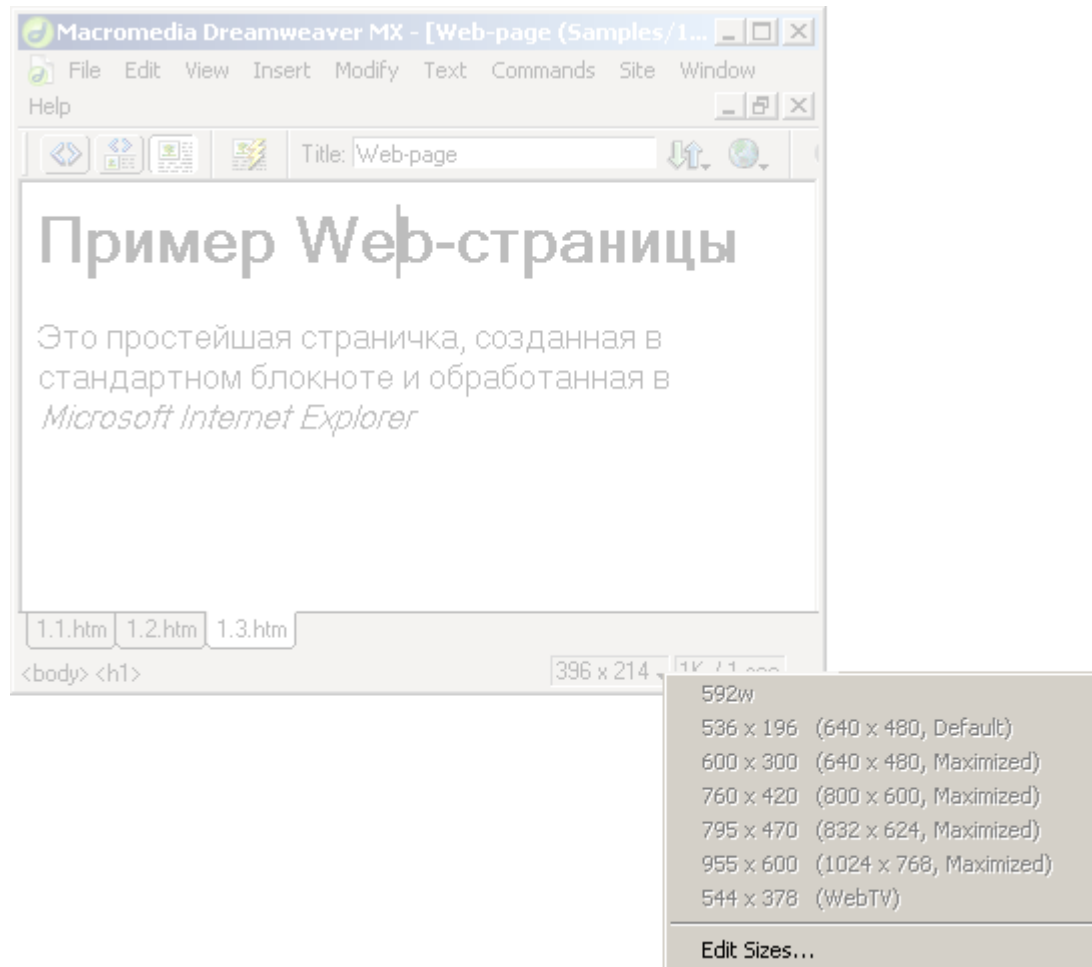 Macromedia Dreamweaver MX - [Web-page (Samples/1...
File Edit View Insert Modify Text Commands Site Window
Help
Title: Web-page
Пример Web-страницы
Это простейшая страничка, созданная в
стандартном блокноте и обработанная в
Microsoft Internet Explorer
1.1.htm 1.2.htm 1.3.htm
<body> <h1> 396 x 214 1K / 1
592w
536 x 196 (640 x 480, Default)
600 x 300 (640 x 480, Maximized)
760 x 420 (800 x 600, Maximized)
795 x 470 (832 x 624, Maximized)
955 x 600 (1024 x 768, Maximized)
544 x 378 (WebTV)
Edit Sizes...